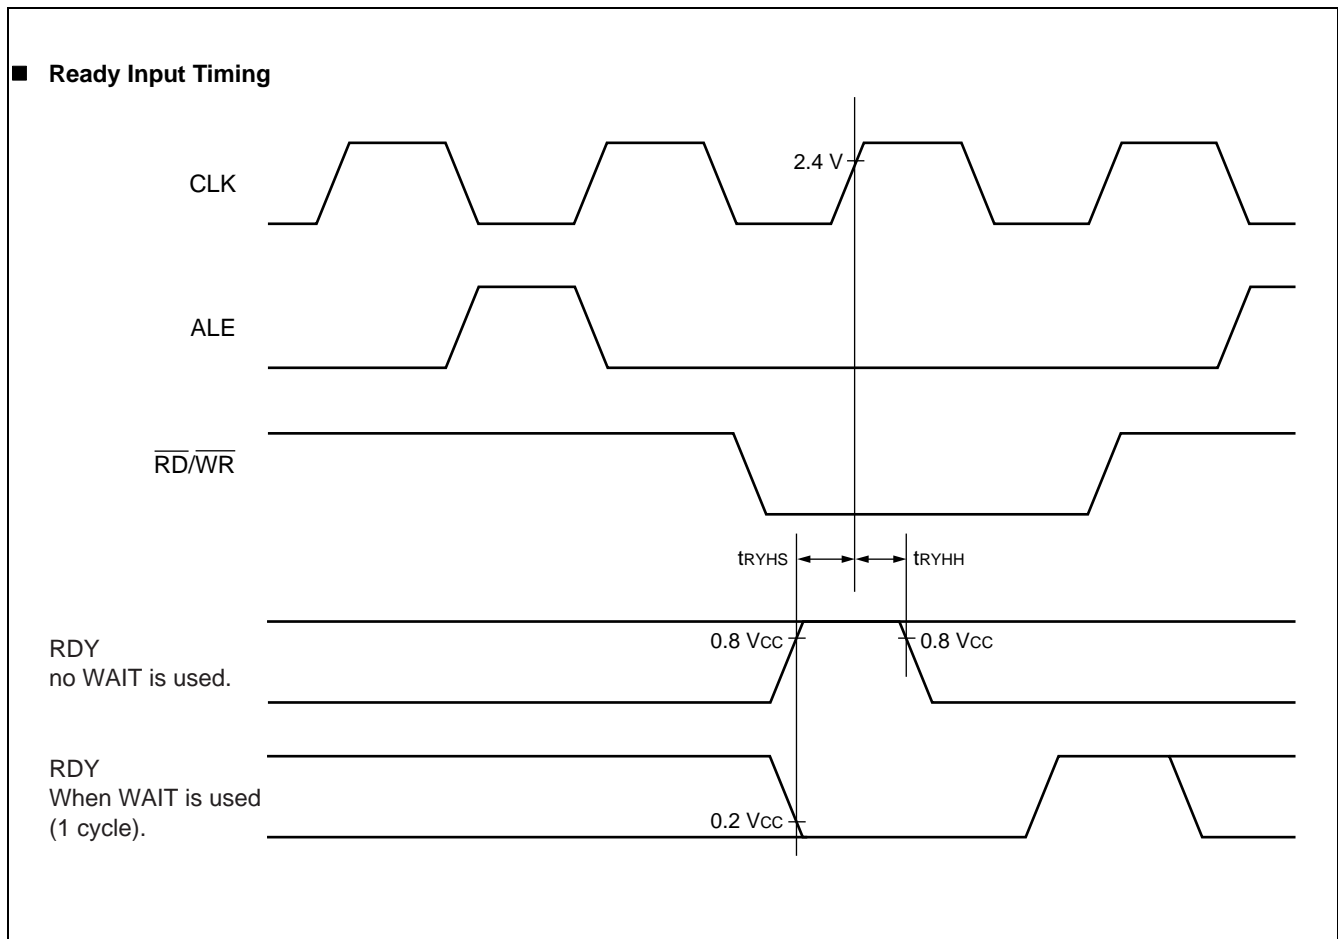 ■ Ready Input Timing
CLK
2.4 V
ALE
RD/WR
tRYHS
tRYHH
RDY
no WAIT is used.
0.8 VCC
0.8 VCC
RDY
When WAIT is used
(1 cycle).
0.2 VCC